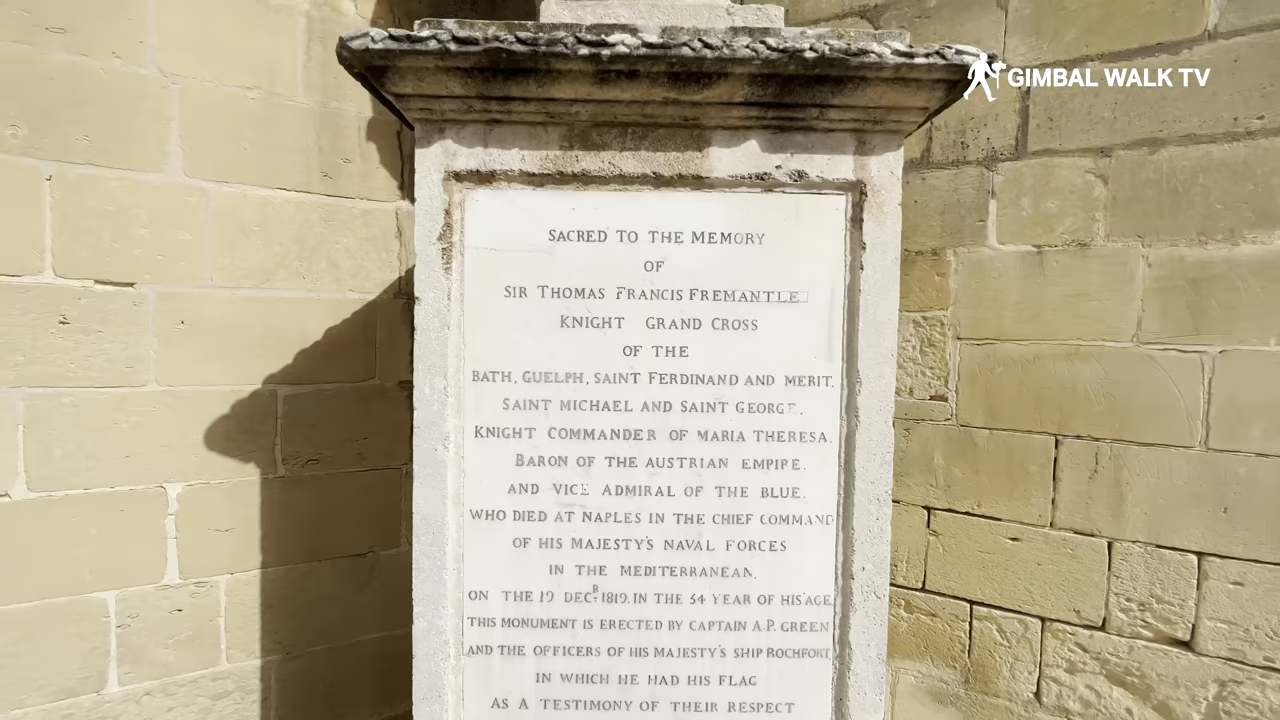 GIMBAL WALK TV
SACRED TO THE MEMORY
OF
SIR THOMAS FRANCIS FREMANTLE
KNIGHT GRAND CROSS
OF THE
BATH, GUELPH, SAINT FERDINAND AND MERIT.
SAINT MICHAEL AND SAINT GEORGE.
KNIGHT COMMANDER OF MARIA THERESA.
BARON OF THE AUSTRIAN EMPIRE.
AND VICE ADMIRAL OF THE BLUE.
WHO DIED AT NAPLES IN THE CHIEF COMMAND
OF HIS MAJESTY'S NAVAL FORCES
IN THE MEDITERRANEAN.
ON THE 19 DECR. 1819. IN THE 54 YEAR OF HIS AGE
THIS MONUMENT IS ERECTED BY CAPTAIN A.P. GREEN
AND THE OFFICERS OF HIS MAJESTY'S SHIP ROCHFORT
IN WHICH HE HAD HIS FLAG
AS A TESTIMONY OF THEIR RESPECT